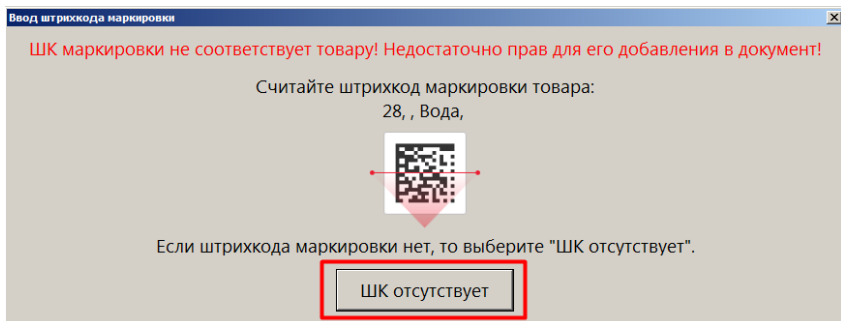 Ввод штрихкода маркировки
ШК маркировки не соответствует товару! Недостаточно прав для его добавления в документ!
Считайте штрихкод маркировки товара:
28, , Вода,
Если штрихкода маркировки нет, то выберите "ШК отсутствует".
ШК отсутствует